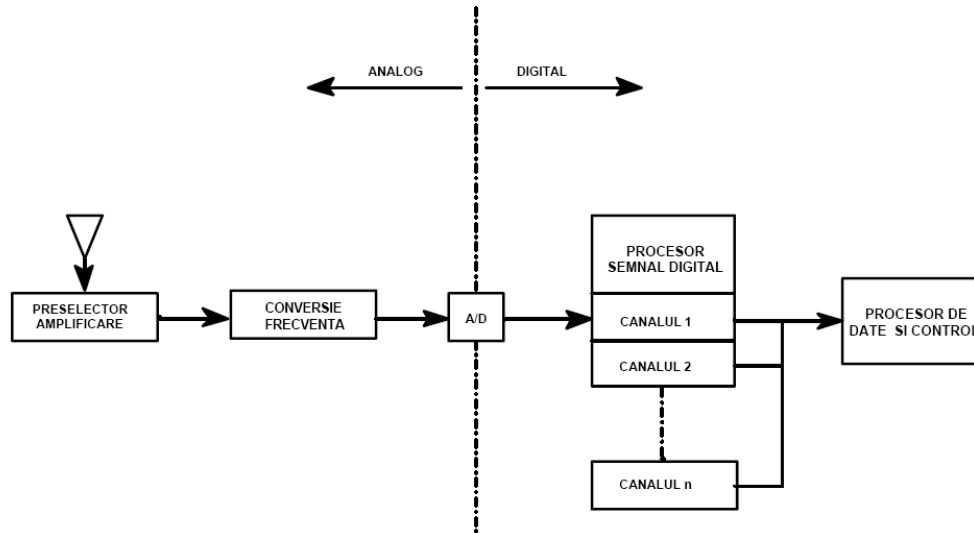 ANALOG
DIGITAL
PRESELECTOR
AMPLIFICARE
CONVERSIE
FRECVENTA
A/D
PROCESOR
SEMNAL DIGITAL
CANALUL 1
CANALUL 2
CANALUL n
PROCESOR DE
DATE SI CONTROL